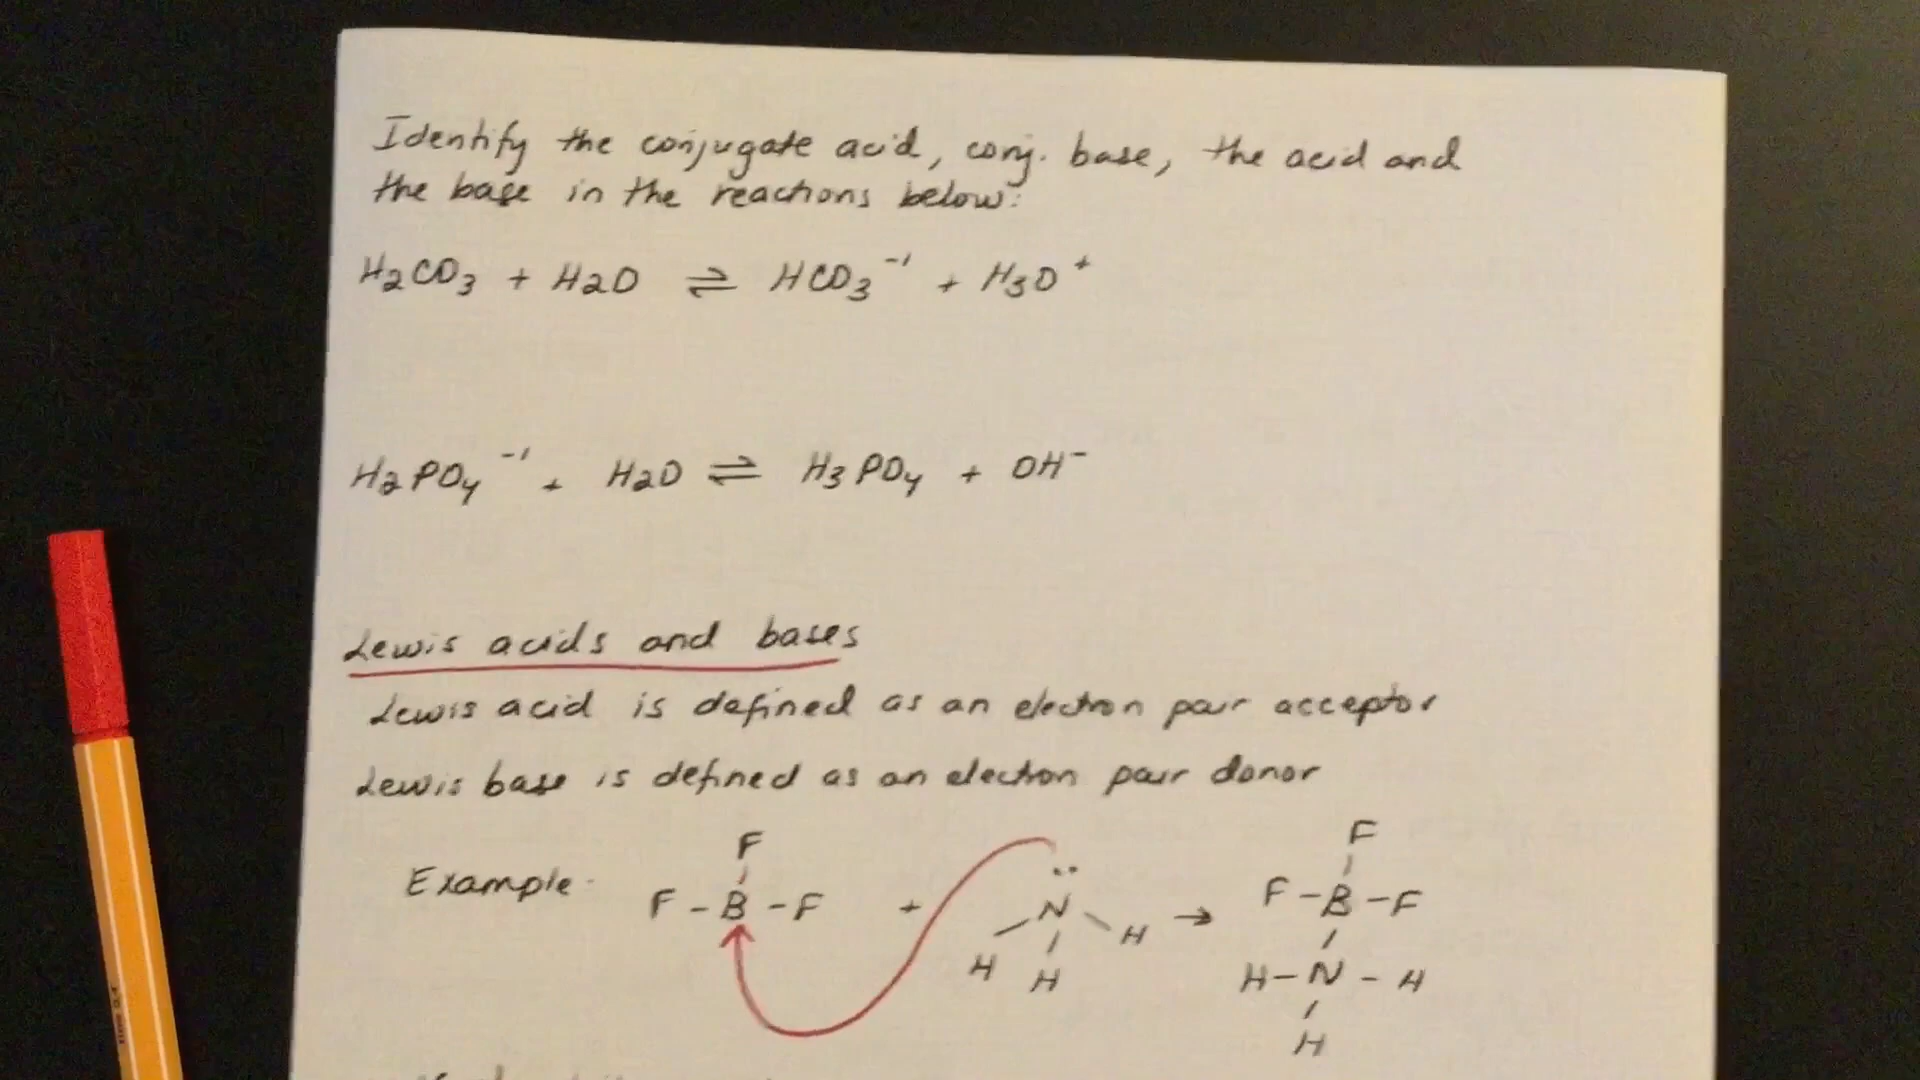 Identify the conjugate acid, conj. base, the acid and
the base in the reactions below:
H₂CO₃ + H₂O ⇌ HCO₃⁻¹ + H₃O⁺
H₂PO₄⁻¹ + H₂O ⇌ H₃PO₄ + OH⁻
Lewis acids and bases
Lewis acid is defined as an electron pair acceptor
Lewis base is defined as an electron pair donor
F F
Example F - B - F + N → F - B - F
H H H H - N - H
H